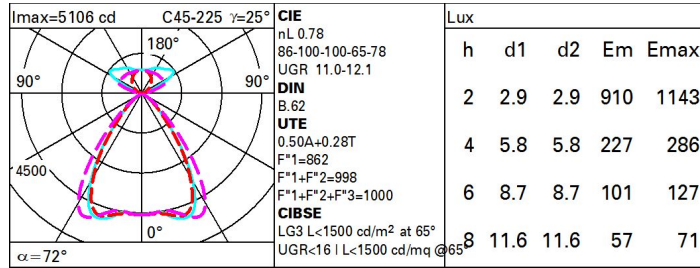 Imax=5106 cd C45-225 γ=25°
180°
90° 90°
4500
0°
α=72°
CIE
nL 0.78
86-100-100-65-78
UGR 11.0-12.1
DIN
B.62
UTE
0.50A+0.28T
F"1=862
F"1+F"2=998
F"1+F"2+F"3=1000
CIBSE
LG3 L<1500 cd/m² at 65°
UGR<16 | L<1500 cd/mq @65°
Lux
h d1 d2 Em Emax
2 2.9 2.9 910 1143
4 5.8 5.8 227 286
6 8.7 8.7 101 127
8 11.6 11.6 57 71